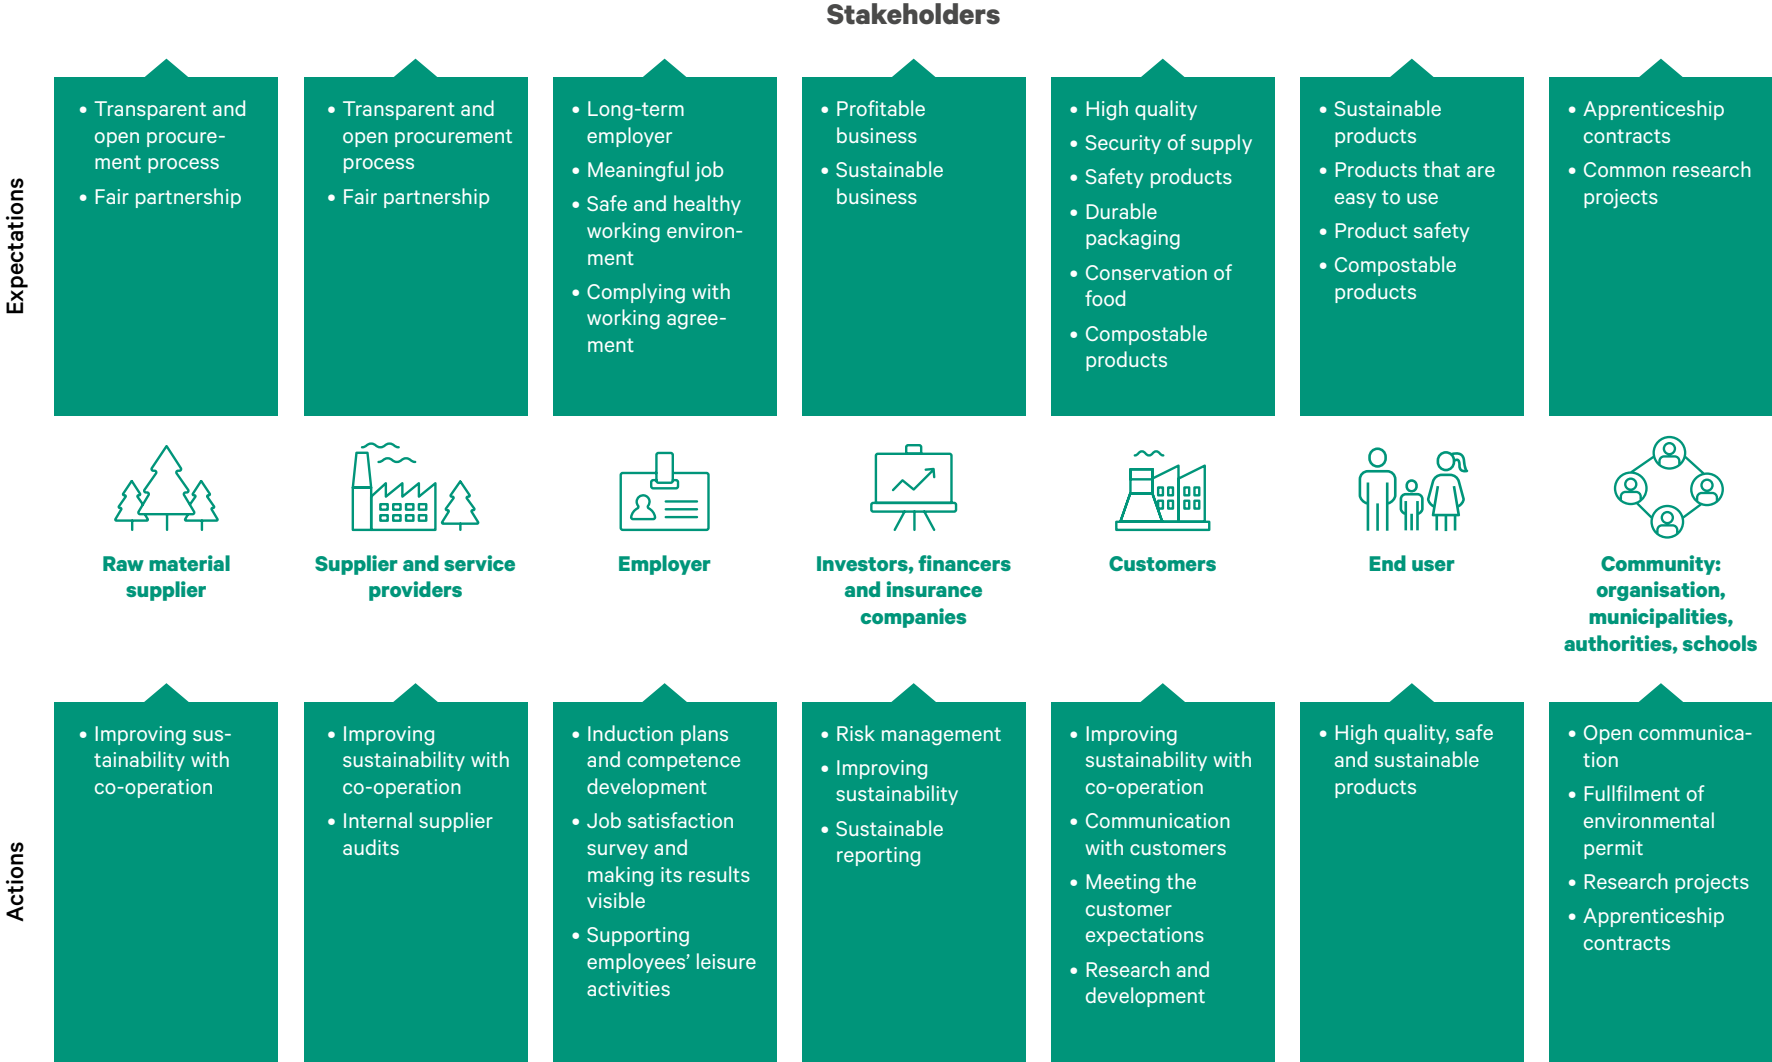 Stakeholders
Expectations
• Transparent and
open procure-
ment process
• Fair partnership
• Transparent and
open procurement
process
• Fair partnership
• Long-term
employer
• Meaningful job
• Safe and healthy
working environ-
ment
• Complying with
working agree-
ment
• Profitable
business
• Sustainable
business
• High quality
• Security of supply
• Safety products
• Durable
packaging
• Conservation of
food
• Compostable
products
• Sustainable
products
• Products that are
easy to use
• Product safety
• Compostable
products
• Apprenticeship
contracts
• Common research
projects
Raw material
supplier
Supplier and service
providers
Employer
Investors, financers
and insurance
companies
Customers
End user
Community:
organisation,
municipalities,
authorities, schools
Actions
• Improving sus-
tainability with
co-operation
• Improving
sustainability with
co-operation
• Internal supplier
audits
• Induction plans
and competence
development
• Job satisfaction
survey and
making its results
visible
• Supporting
employees’ leisure
activities
• Risk management
• Improving
sustainability
• Sustainable
reporting
• Improving
sustainability with
co-operation
• Communication
with customers
• Meeting the
customer
expectations
• Research and
development
• High quality, safe
and sustainable
products
• Open communica-
tion
• Fullfilment of
environmental
permit
• Research projects
• Apprenticeship
contracts